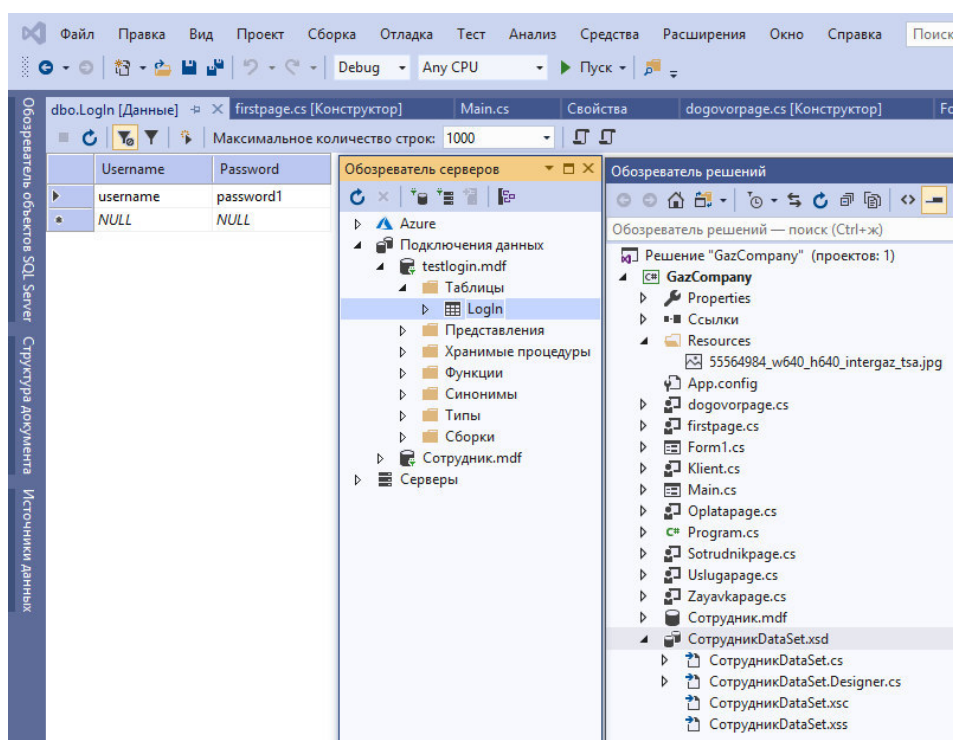 Файл Правка Вид Проект Сборка Отладка Тест Анализ Средства Расширения Окно Справка Поиск
Debug Any CPU Пуск
dbo.LogIn [Данные] firstpage.cs [Конструктор] Main.cs Свойства dogovorpage.cs [Конструктор] Fo
Максимальное количество строк: 1000
Username Password
username password1
NULL NULL
Обозреватель объектов SQL Server
Структура документа
Источники данных
Обозреватель серверов
Azure
Подключения данных
testlogin.mdf
Таблицы
LogIn
Представления
Хранимые процедуры
Функции
Синонимы
Типы
Сборки
Сотрудник.mdf
Серверы
Обозреватель решений
Обозреватель решений — поиск (Ctrl+ж)
Решение "GazCompany" (проектов: 1)
GazCompany
Properties
Ссылки
Resources
55564984_w640_h640_intergaz_tsa.jpg
App.config
dogovorpage.cs
firstpage.cs
Form1.cs
Klient.cs
Main.cs
Oplatapage.cs
C# Program.cs
Sotrudnikpage.cs
Uslugapage.cs
Zayavkapage.cs
Сотрудник.mdf
СотрудникDataSet.xsd
СотрудникDataSet.cs
СотрудникDataSet.Designer.cs
СотрудникDataSet.xsc
СотрудникDataSet.xss